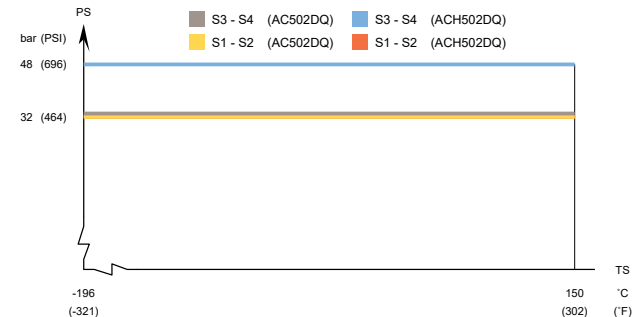 PS
bar (PSI)
S3 - S4 (AC502DQ)
S3 - S4 (ACH502DQ)
S1 - S2 (AC502DQ)
S1 - S2 (ACH502DQ)
48 (696)
32 (464)
TS
-196
150
˚C
(-321)
(302)
(˚F)